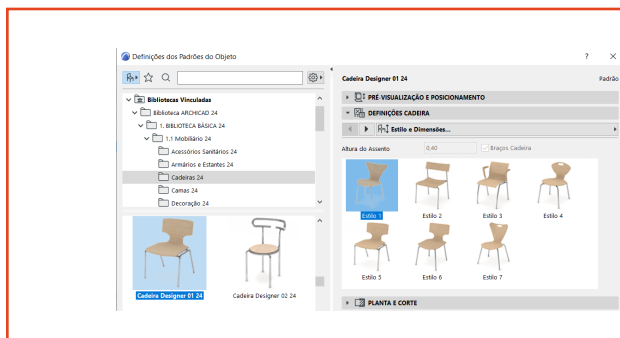 Definições dos Padrões do Objeto
Bibliotecas Vinculadas
Biblioteca ARCHICAD 24
1. BIBLIOTECA BÁSICA 24
1.1 Mobiliário 24
Acessórios Sanitários 24
Armários e Estantes 24
Cadeiras 24
Camas 24
Decoração 24
Cadeira Designer 01 24
Cadeira Designer 02 24
Cadeira Designer 01 24
Padrão
PRÉ-VISUALIZAÇÃO E POSICIONAMENTO
DEFINIÇÕES CADEIRA
Estilo e Dimensões...
Altura do Assento
0,40
Braços Cadeira
Estilo 1
Estilo 2
Estilo 3
Estilo 4
Estilo 5
Estilo 6
Estilo 7
PLANTA E CORTE